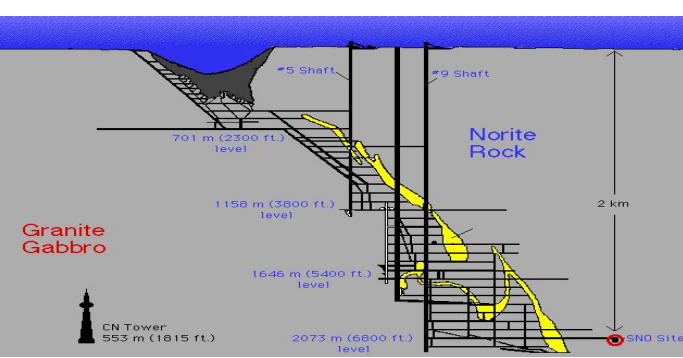 #5 Shaft
#9 Shaft
Norite
Rock
701 m (2300 ft.)
level
2 km
1158 m (3800 ft.)
level
Granite
Gabbro
1646 m (5400 ft.)
level
CN Tower
553 m (1815 ft.)
2073 m (6800 ft.)
level
SNO Site